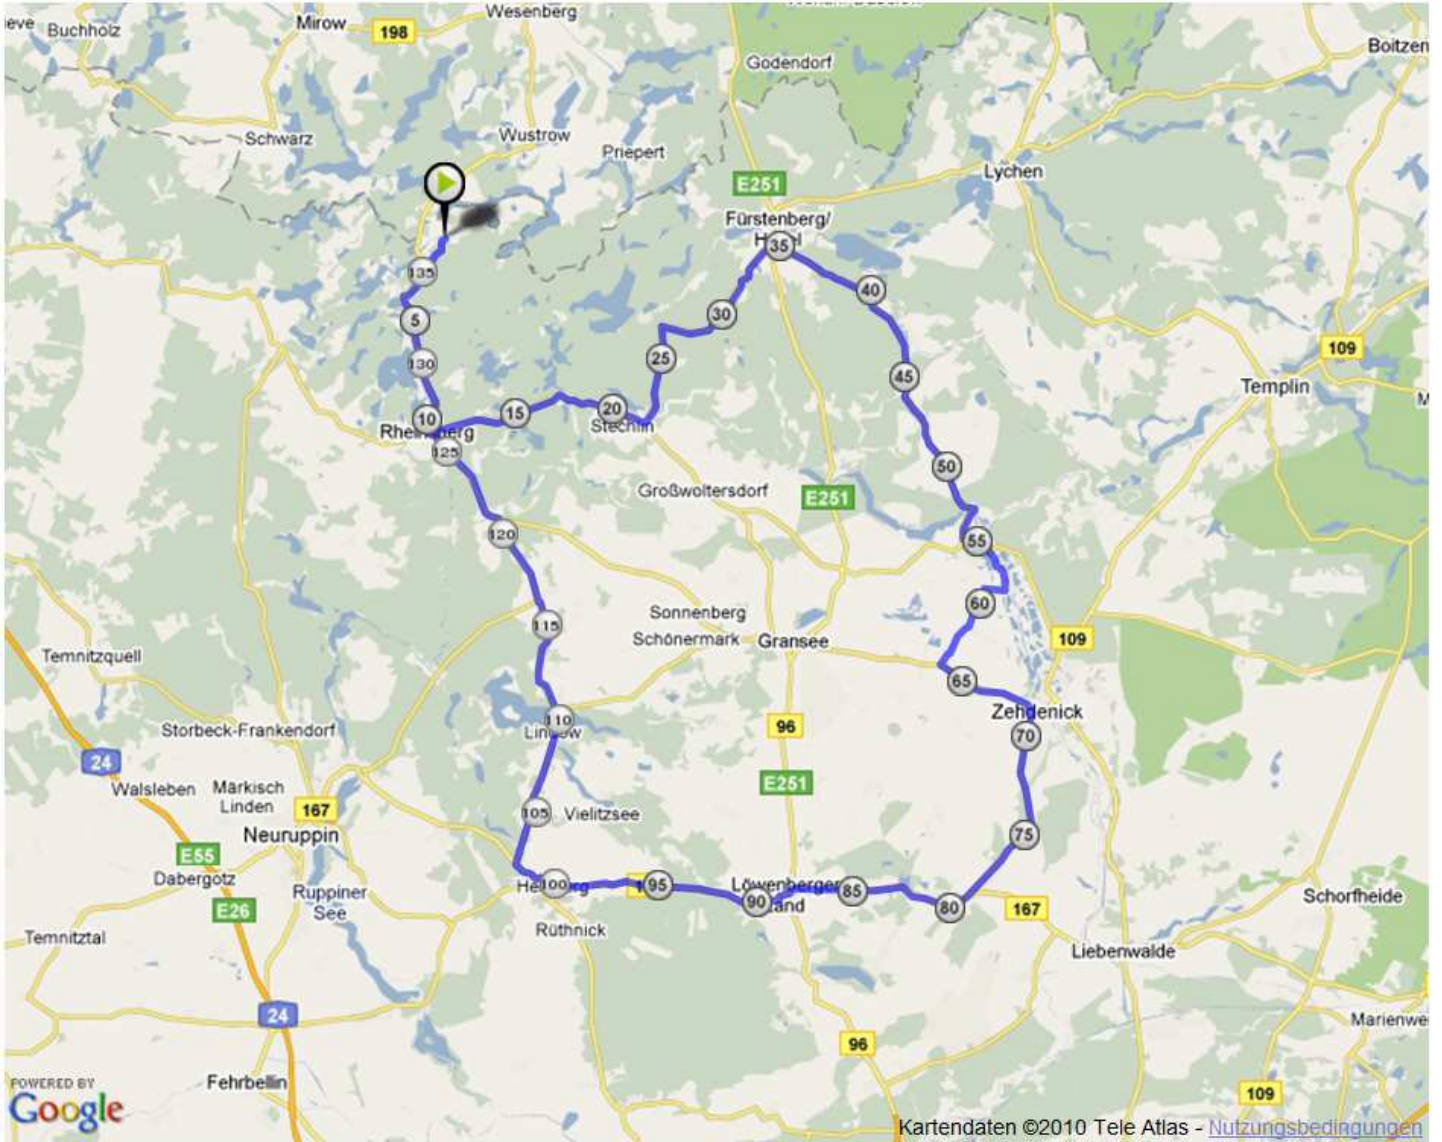 Wesenberg
Mirow
198
Buchholz
Boitzen
Godendorf
Schwarz
Wustrow
Priepert
Lychen
E251
Fürstenberg/
35
135
40
5
30
109
130
25
45
Templin
10
15
20
Stechlin
125
50
Großwoltersdorf
E251
120
55
60
Sonnenberg
115
Schönermark
Gransee
109
Temnitzquell
65
110
Zehdenick
Lindow
96
Storbeck-Frankendorf
70
24
E251
Walsleben
Märkisch
Linden
167
105
Vielitzsee
Neuruppin
75
E55
Dabergotz
100
95
Löwenberger
Land
90
85
Ruppiner
See
Schorfheide
E26
80
167
Rüthnick
Temnitztal
Liebenwalde
24
Marienwe
96
Fehrbellin
109
POWERED BY
Google
Kartendaten ©2010 Tele Atlas - Nutzungsbedingungen